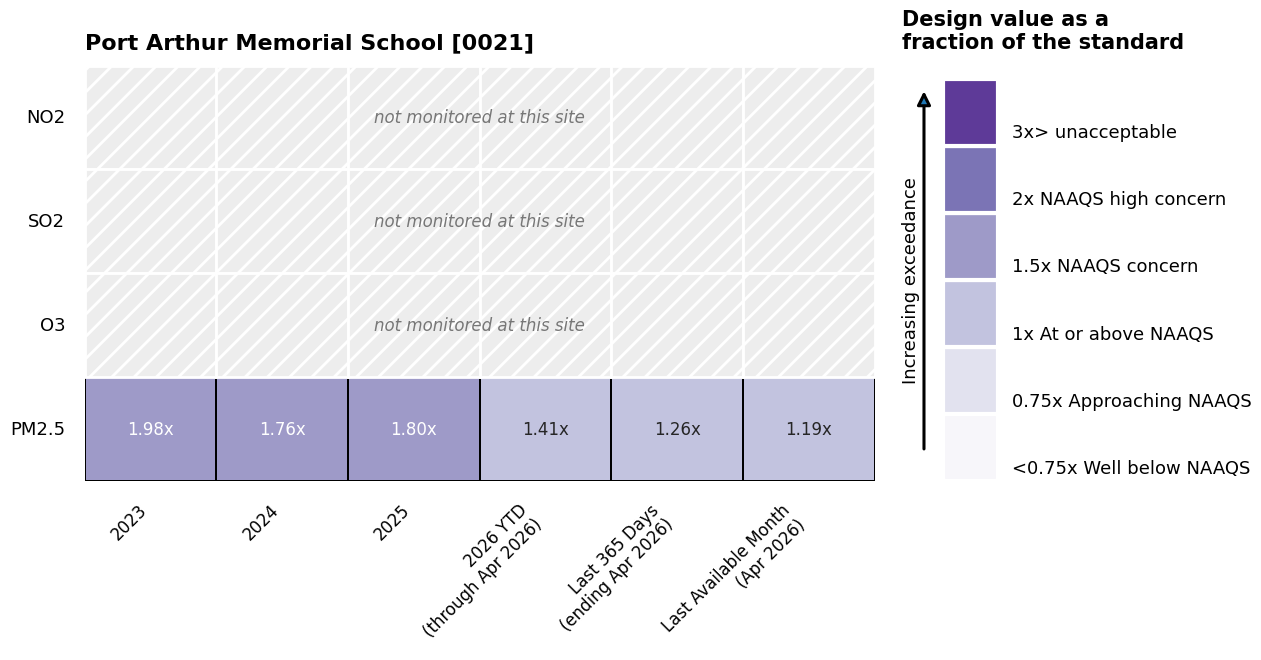 Port Arthur Memorial School [0021]
NO2
not monitored at this site
SO2
not monitored at this site
O3
not monitored at this site
PM2.5
1.98x
1.76x
1.80x
1.41x
1.26x
1.19x
2023
2024
2025
2026 YTD
(through Apr 2026)
Last 365 Days
(ending Apr 2026)
Last Available Month
(Apr 2026)
Design value as a
fraction of the standard
Increasing exceedance
3x> unacceptable
2x NAAQS high concern
1.5x NAAQS concern
1x At or above NAAQS
0.75x Approaching NAAQS
<0.75x Well below NAAQS